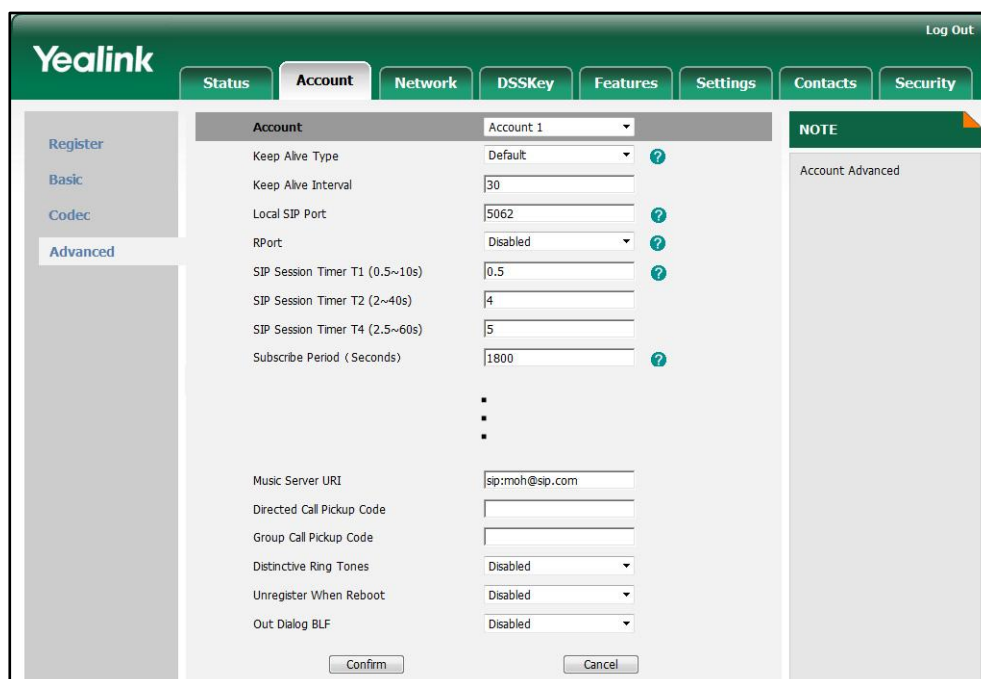 Log Out
Yealink
Status Account Network DSSKey Features Settings Contacts Security
Register
Basic
Codec
Advanced
Account Account 1
Keep Alive Type Default ?
Keep Alive Interval 30
Local SIP Port 5062 ?
RPort Disabled ?
SIP Session Timer T1 (0.5~10s) 0.5 ?
SIP Session Timer T2 (2~40s) 4
SIP Session Timer T4 (2.5~60s) 5
Subscribe Period (Seconds) 1800 ?
Music Server URI sip:moh@sip.com
Directed Call Pickup Code
Group Call Pickup Code
Distinctive Ring Tones Disabled
Unregister When Reboot Disabled
Out Dialog BLF Disabled
Confirm Cancel
NOTE
Account Advanced